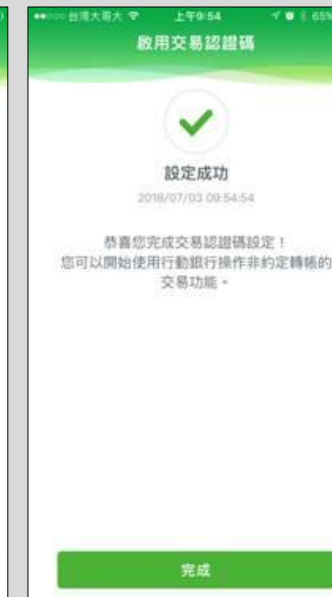 台湾大哥大 上午9:54 65%
啟用交易認證碼
設定成功
2018/07/03 09:54:54
恭喜您完成交易認證碼設定！
您可以開始使用行動銀行操作非約定轉帳的
交易功能。
完成